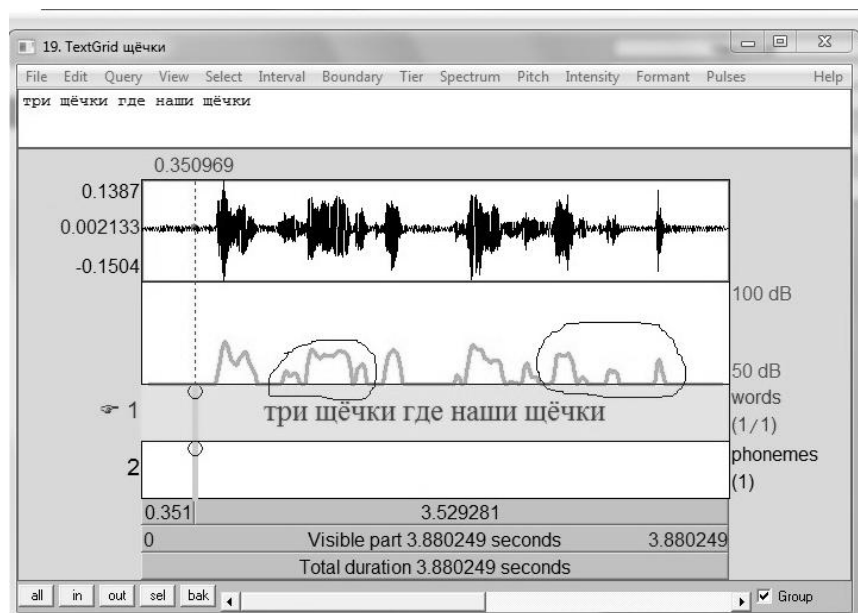 19. TextGrid щёчки
File Edit Query View Select Interval Boundary Tier Spectrum Pitch Intensity Formant Pulses Help
три щёчки где наши щёчки
0.350969
0.1387
0.002133
-0.1504
100 dB
50 dB
1 три щёчки где наши щёчки words (1/1)
2 phonemes (1)
0.351 3.529281
0 Visible part 3.880249 seconds 3.880249
Total duration 3.880249 seconds
all in out sel bak Group